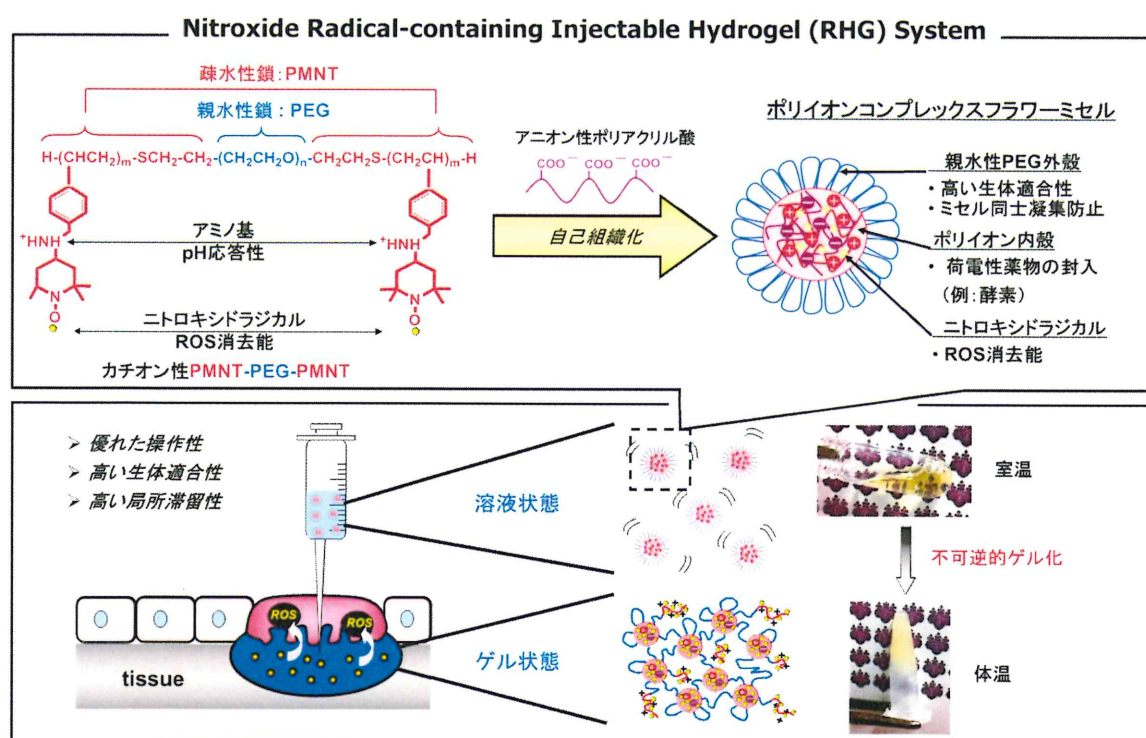 Nitroxide Radical-containing Injectable Hydrogel (RHG) System
疎水性鎖：PMNT
親水性鎖：PEG
H-(CHCH₂)m-SCH₂-CH₂-(CH₂CH₂O)n-CH₂CH₂S-(CH₂CH)m-H
⁺HNH
アミノ基
pH応答性
⁺HNH
N
O
N
O
ニトロキシドラジカル
ROS消去能
カチオン性PMNT-PEG-PMNT
アニオン性ポリアクリル酸
COO⁻ COO⁻ COO⁻
自己組織化
ポリイオンコンプレックスフラワーミセル
親水性PEG外殻
・高い生体適合性
・ミセル同士凝集防止
ポリイオン内殻
・荷電性薬物の封入
（例：酵素）
ニトロキシドラジカル
・ROS消去能
➢ 優れた操作性
➢ 高い生体適合性
➢ 高い局所滞留性
溶液状態
室温
不可逆的ゲル化
ROS
ROS
tissue
ゲル状態
体温